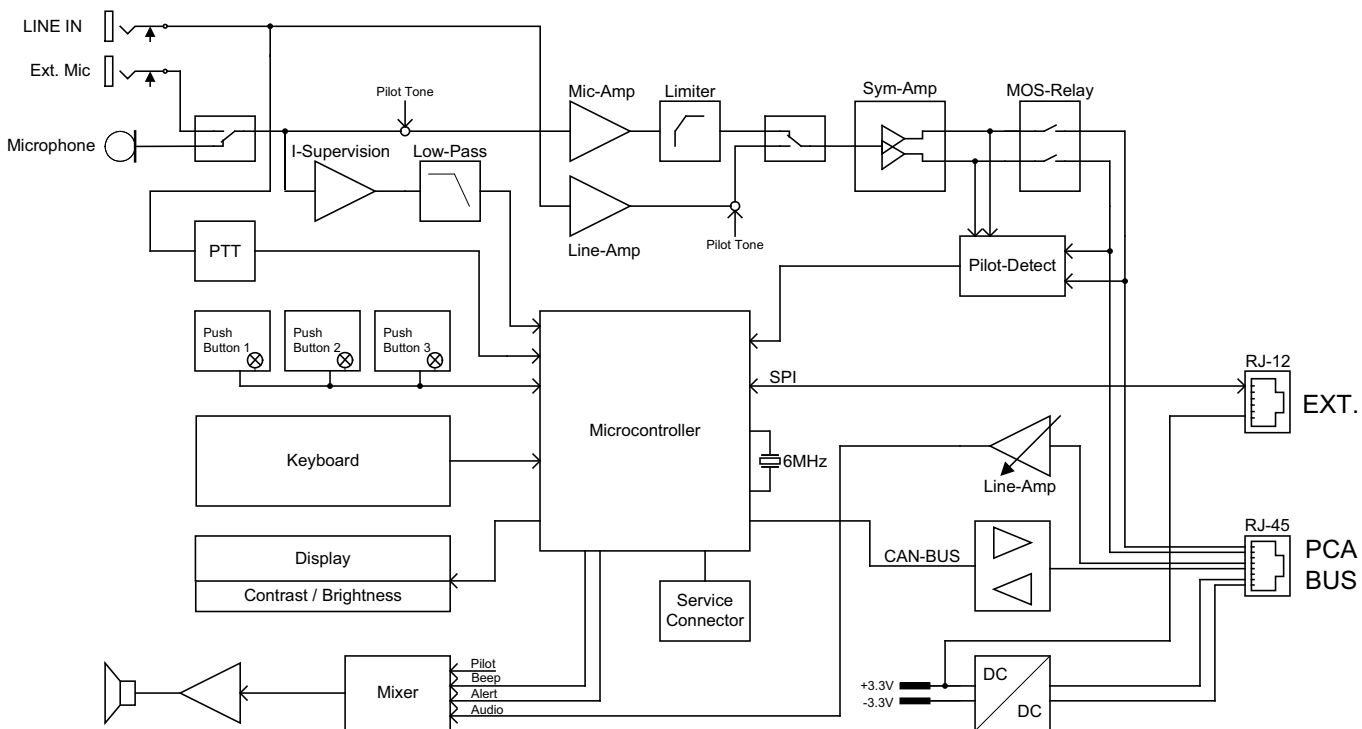 LINE IN
Ext. Mic
Microphone
Pilot Tone
Mic-Amp
Limiter
Sym-Amp
MOS-Relay
I-Supervision
Low-Pass
PTT
Line-Amp
Pilot Tone
Pilot-Detect
Push
Button 1
Push
Button 2
Push
Button 3
SPI
RJ-12
EXT.
Keyboard
Microcontroller
6MHz
Line-Amp
Display
Contrast / Brightness
CAN-BUS
RJ-45
PCA
BUS
Service
Connector
Mixer
Pilot
Beep
Alert
Audio
+3.3V
-3.3V
DC
DC